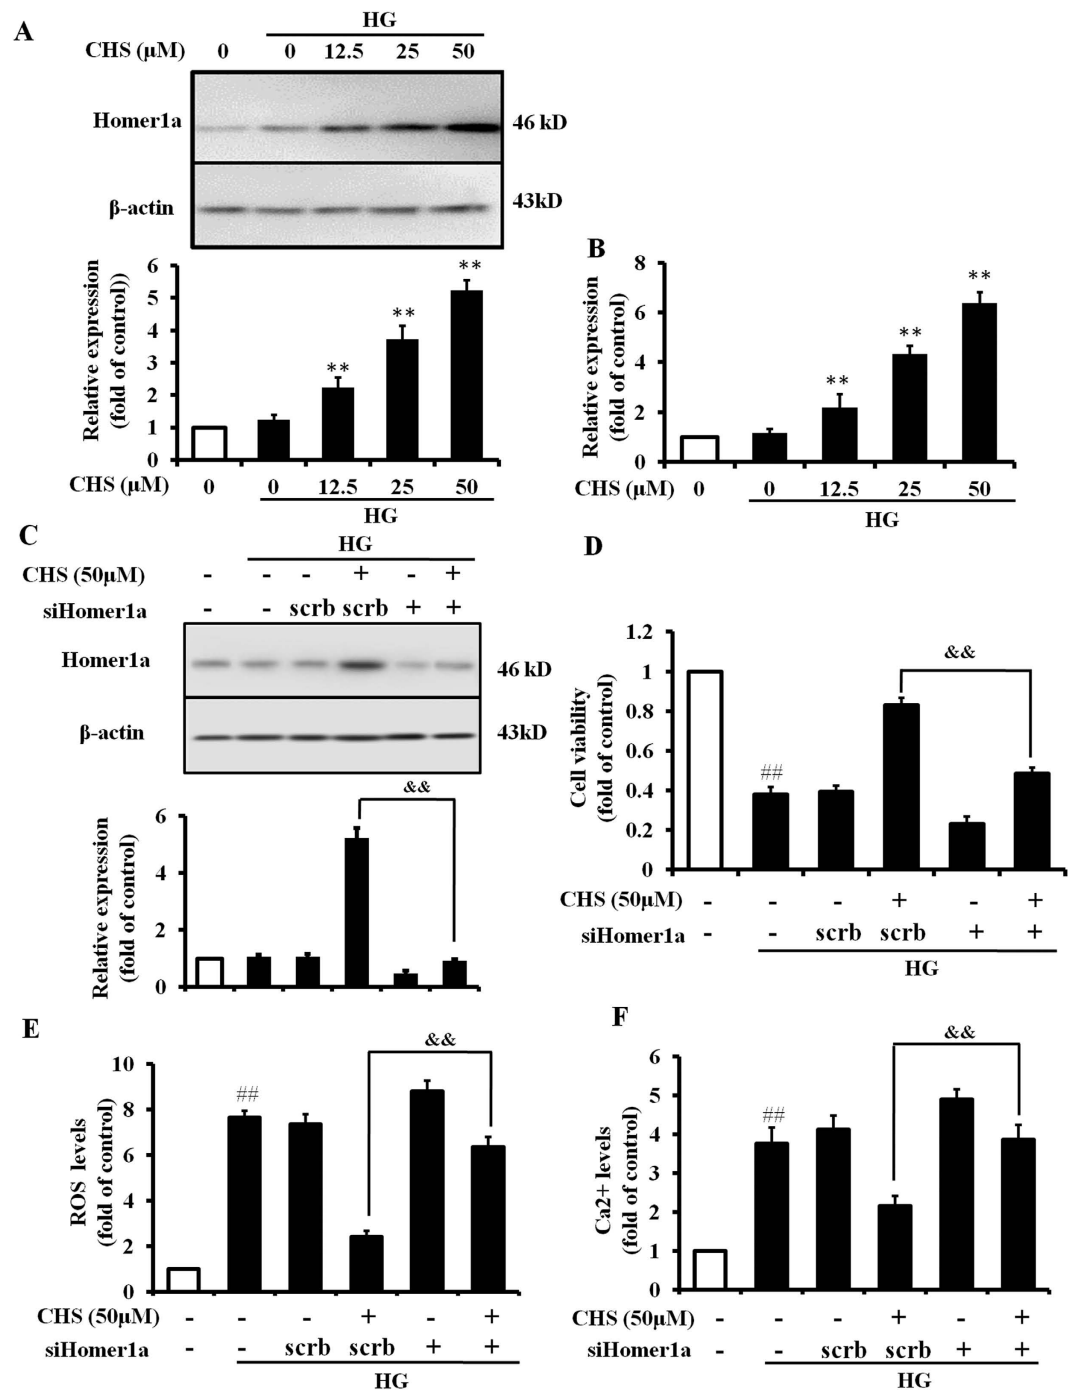 A
HG
CHS (μM) 0 0 12.5 25 50
Homer1a 46 kD
β-actin 43kD
Relative expression
(fold of control))
6
5
4
3
2
1
0
**
**
**
CHS (μM) 0 0 12.5 25 50
HG
B
Relative expression
(fold of control)
8
6
4
2
0
**
**
**
CHS (μM) 0 0 12.5 25 50
HG
C
HG
CHS (50μM) - - - + - +
siHomer1a - - scrb scrb + +
Homer1a 46 kD
β-actin 43kD
Relative expression
(fold of control)
6
4
2
0
&&
D
Cell viability
(fold of control)
1.2
1
0.8
0.6
0.4
0.2
0
##
&&
CHS (50μM) - - - + - +
siHomer1a - - scrb scrb + +
HG
E
ROS levels
(fold of control)
10
8
6
4
2
0
##
&&
CHS (50μM) - - - + - +
siHomer1a - - scrb scrb + +
HG
F
Ca2+ levels
(fold of control)
6
5
4
3
2
1
0
##
&&
CHS (50μM) - - - + - +
siHomer1a - - scrb scrb + +
HG